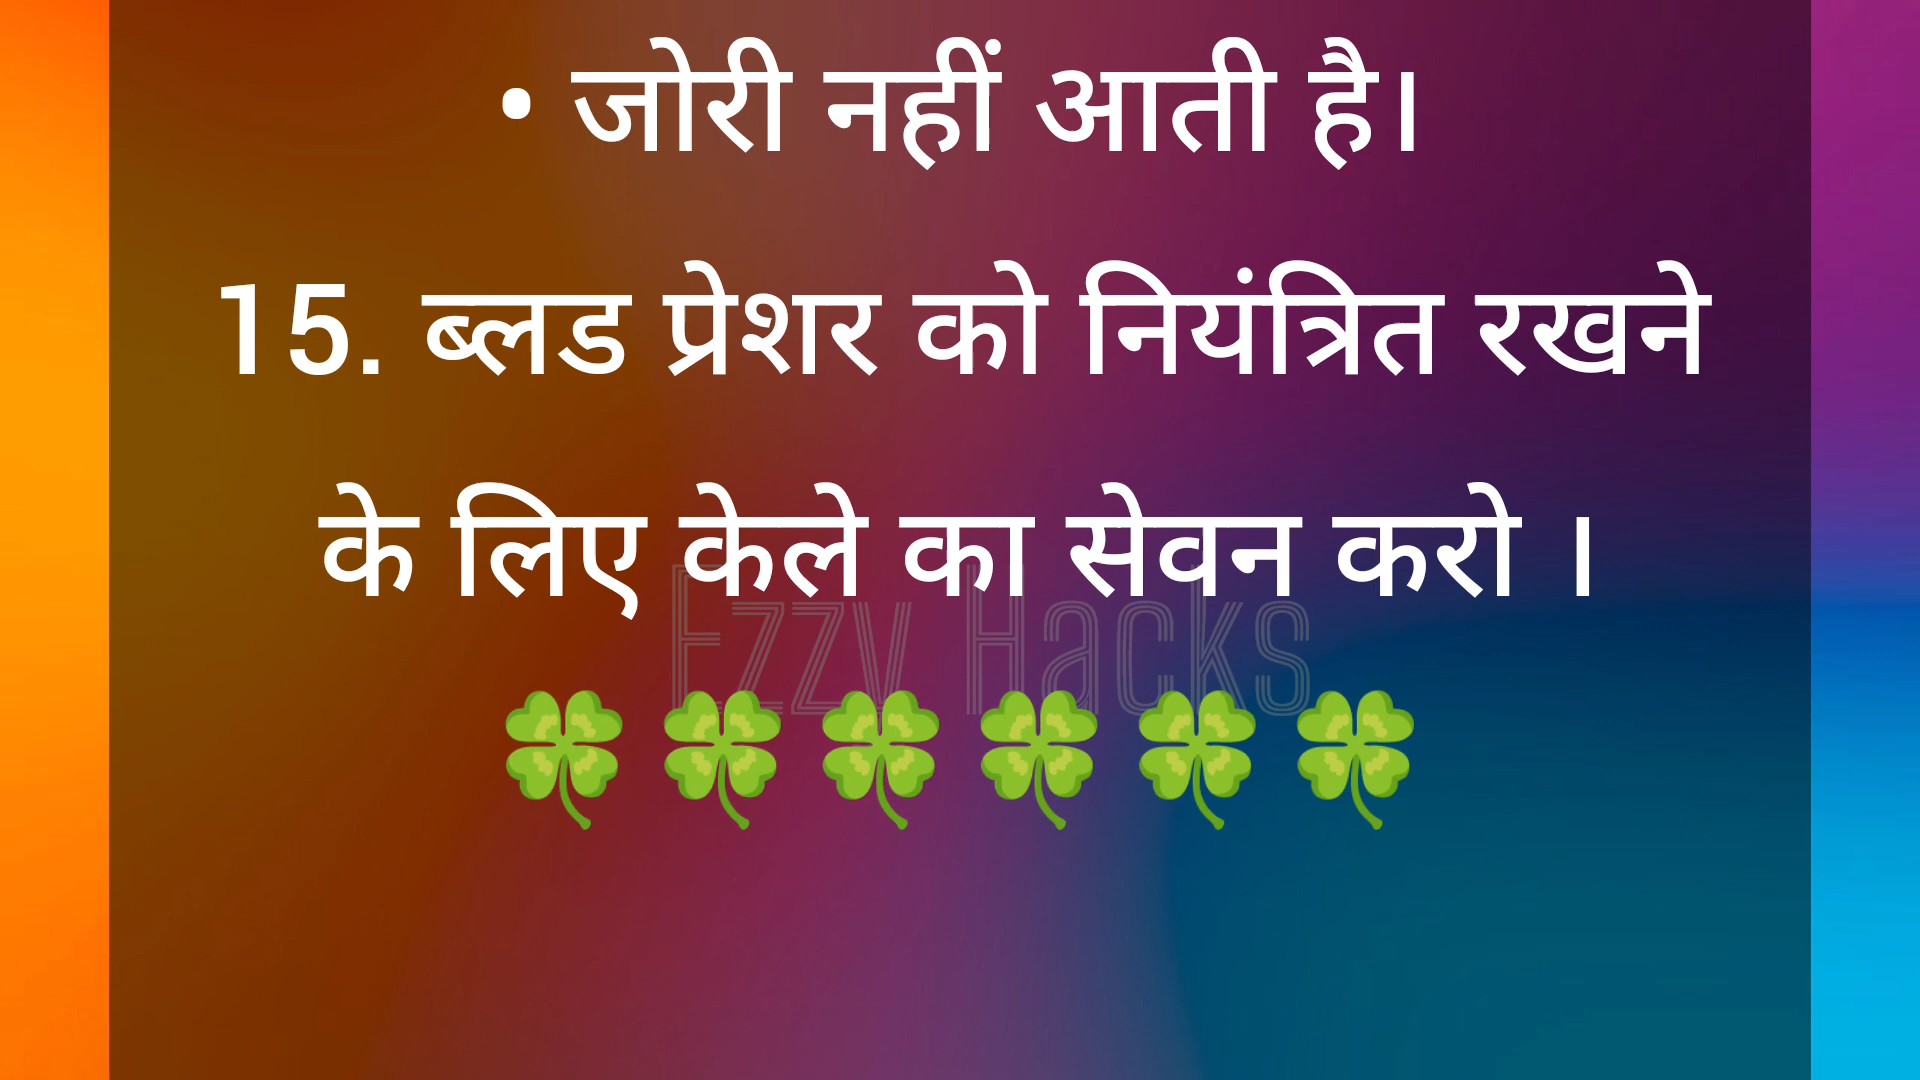 • जोरी नहीं आती है।
15. ब्लड प्रेशर को नियंत्रित रखने
के लिए केले का सेवन करो ।
Ezzy Hacks
🍀 🍀 🍀 🍀 🍀 🍀